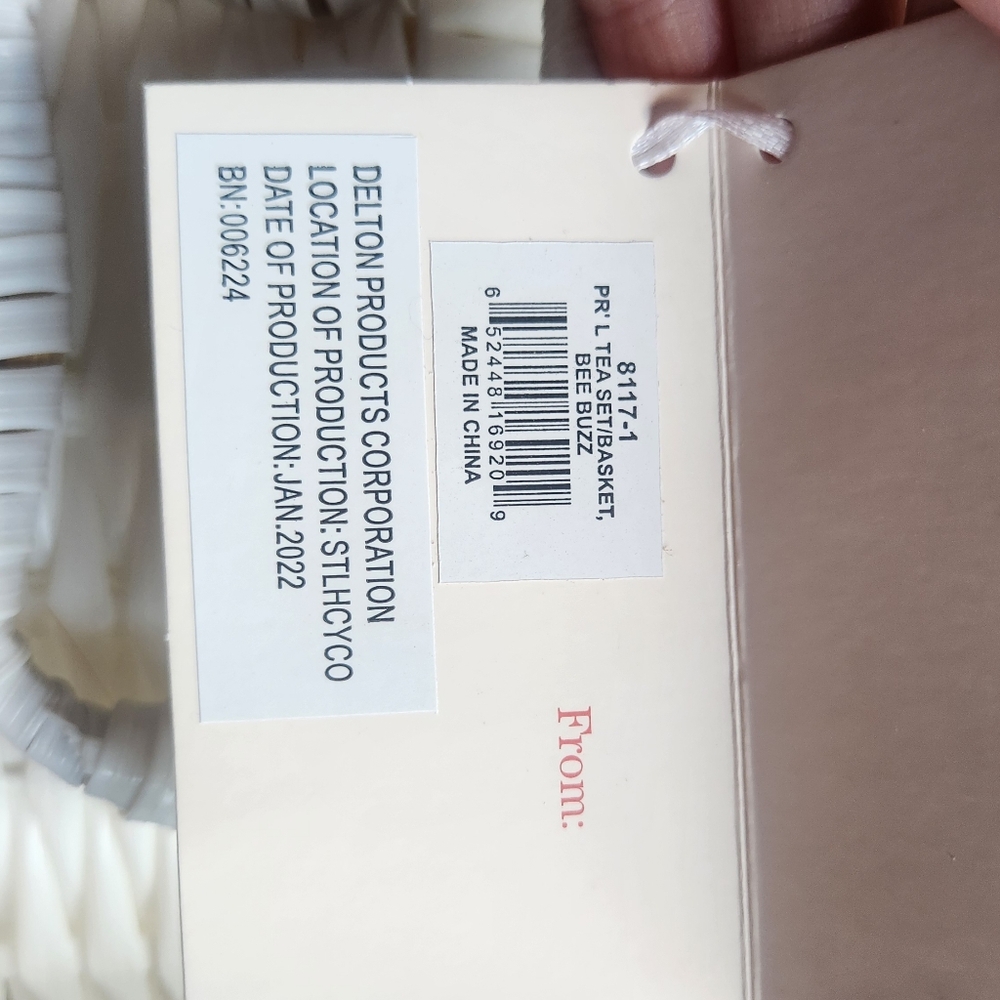 8117-1
PR' L TEA SET/BASKET,
BEE BUZZ
6 52448 16920 9
MADE IN CHINA
DELTON PRODUCTS CORPORATION
LOCATION OF PRODUCTION: STLHCYCO
DATE OF PRODUCTION:JAN.2022
BN:006224
From: